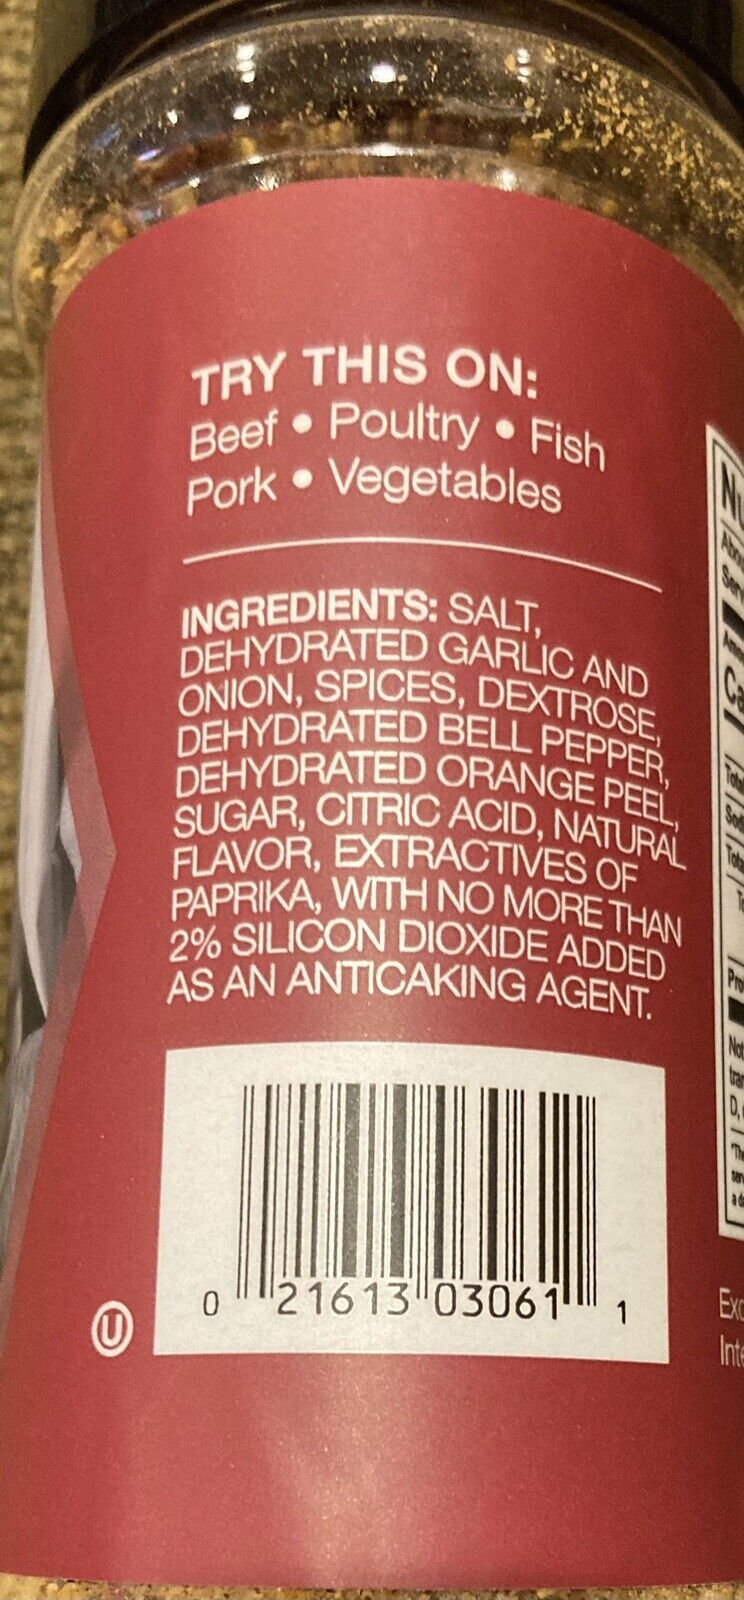 TRY THIS ON:
Beef • Poultry • Fish
Pork • Vegetables
INGREDIENTS: SALT,
DEHYDRATED GARLIC AND
ONION, SPICES, DEXTROSE,
DEHYDRATED BELL PEPPER,
DEHYDRATED ORANGE PEEL,
SUGAR, CITRIC ACID, NATURAL
FLAVOR, EXTRACTIVES OF
PAPRIKA, WITH NO MORE THAN
2% SILICON DIOXIDE ADDED
AS AN ANTICAKING AGENT.
0 21613 03061 1
U